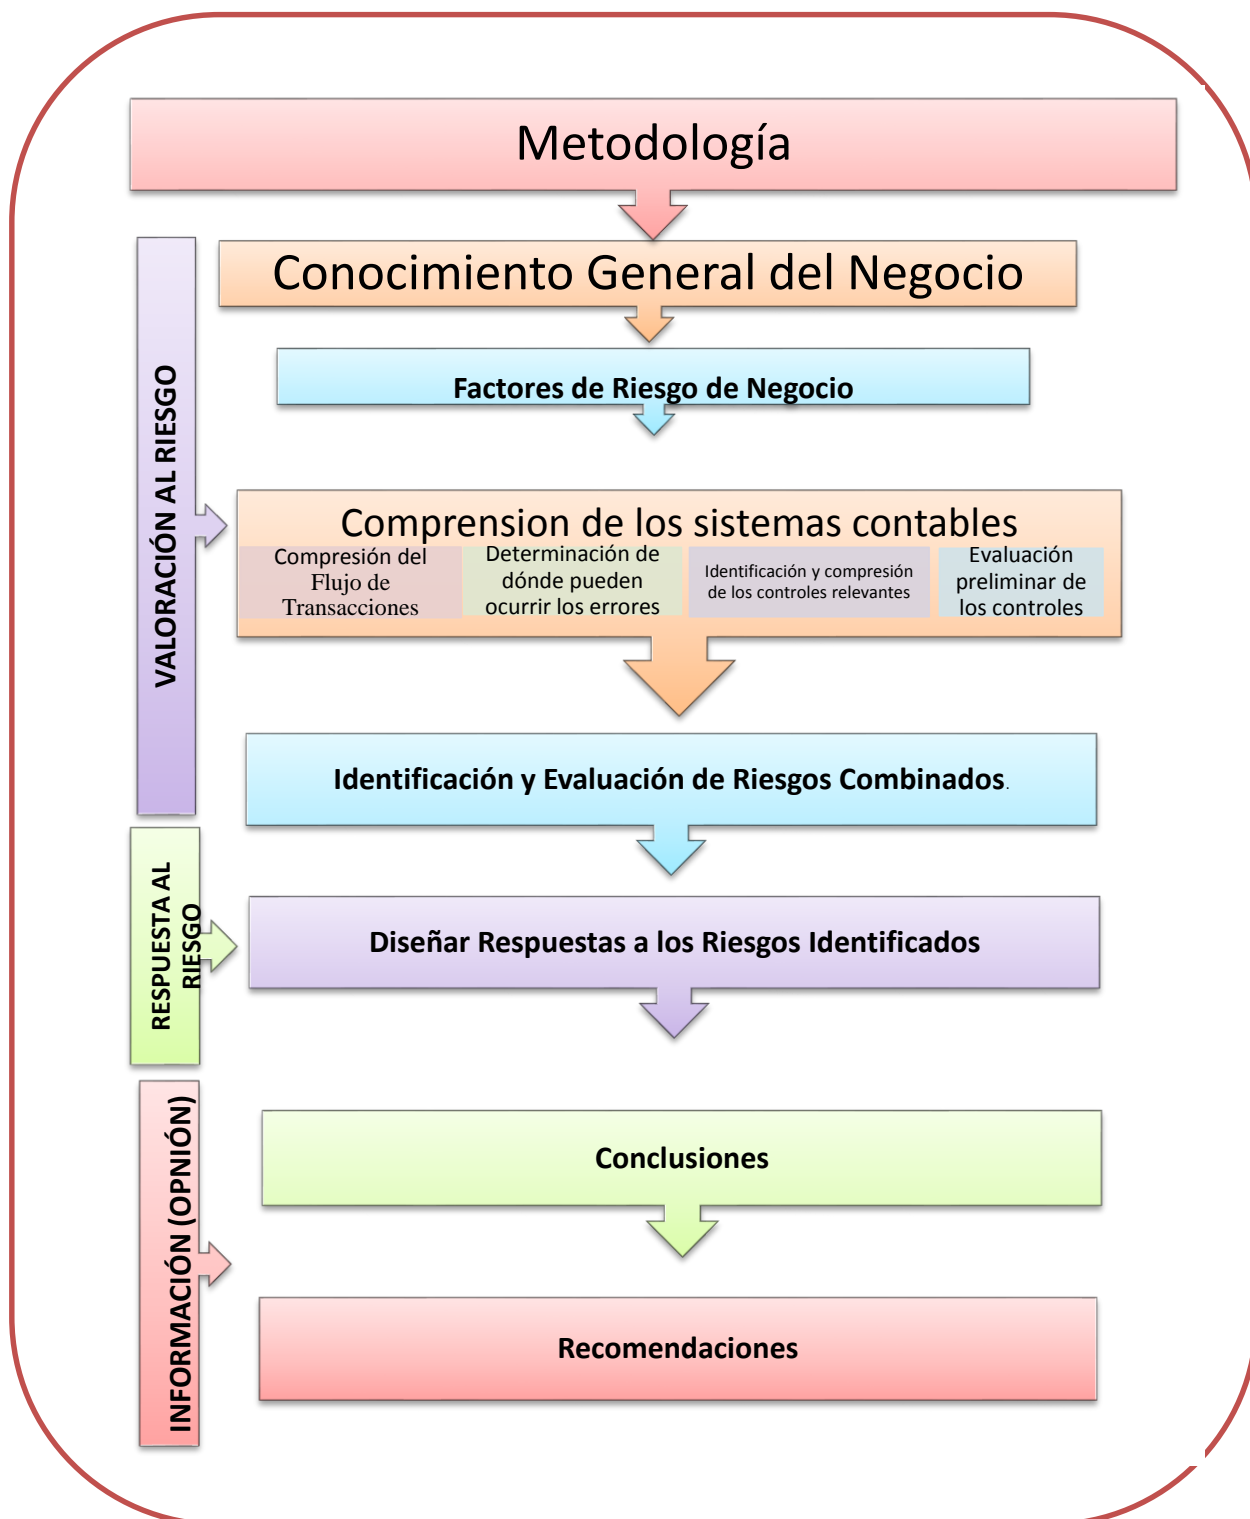 Metodología
Conocimiento General del Negocio
Factores de Riesgo de Negocio
VALORACIÓN AL RIESGO
Comprension de los sistemas contables
Compresión del
Flujo de
Transacciones
Determinación de
dónde pueden
ocurrir los errores
Identificación y compresión
de los controles relevantes
Evaluación
preliminar de
los controles
Identificación y Evaluación de Riesgos Combinados.
RESPUESTA AL
RIESGO
Diseñar Respuestas a los Riesgos Identificados
INFORMACIÓN (OPNIÓN)
Conclusiones
Recomendaciones